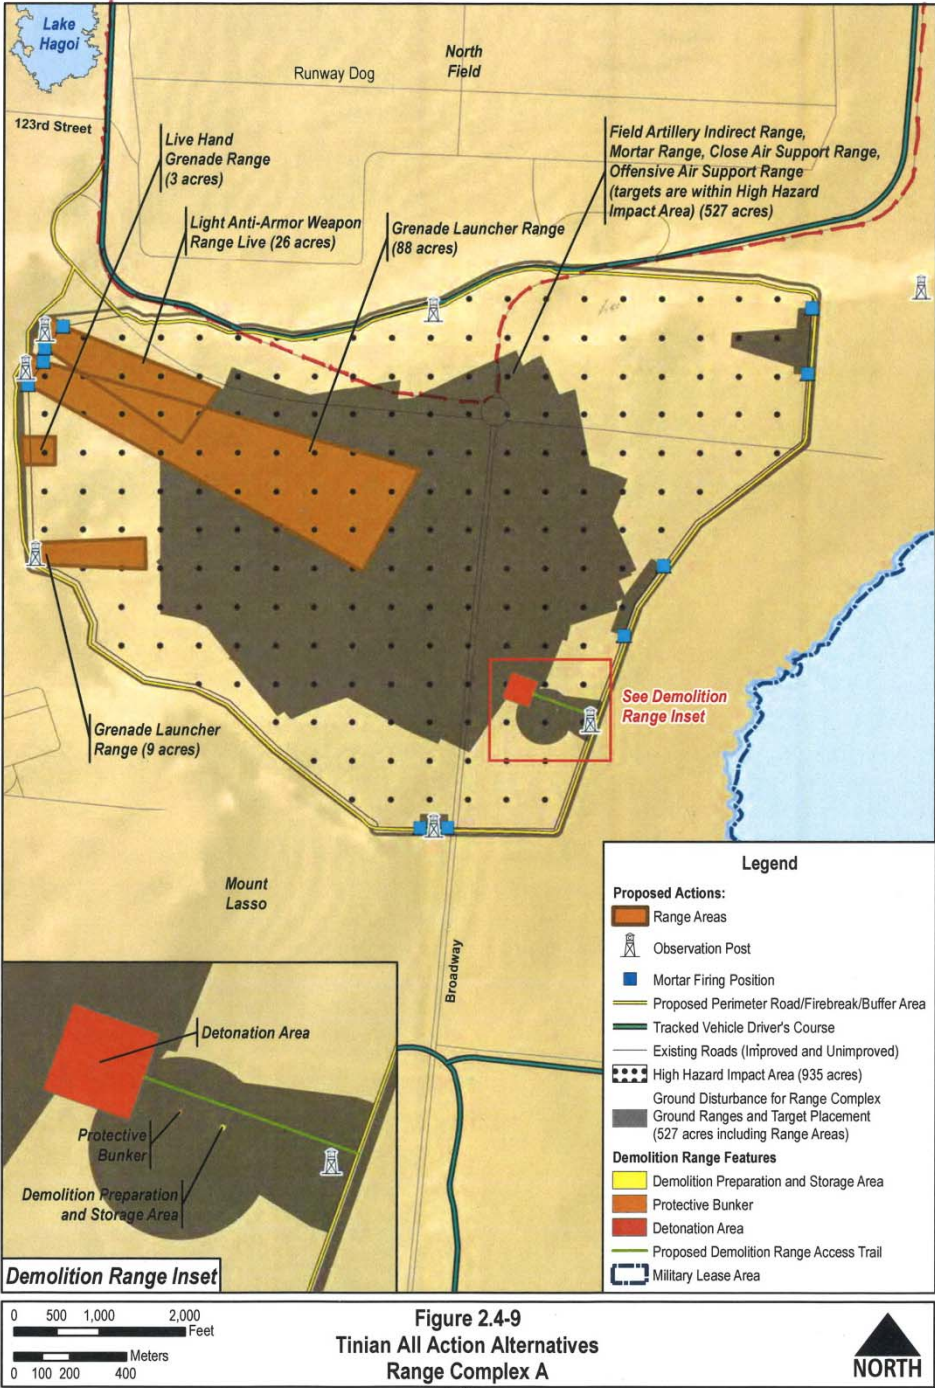 Lake
Hagoi
North
Field
Runway Dog
123rd Street
Live Hand
Grenade Range
(3 acres)
Light Anti-Armor Weapon
Range Live (26 acres)
Grenade Launcher Range
(88 acres)
Field Artillery Indirect Range,
Mortar Range, Close Air Support Range,
Offensive Air Support Range
(targets are within High Hazard
Impact Area) (527 acres)
See Demolition
Range Inset
Grenade Launcher
Range (9 acres)
Mount
Lasso
Broadway
Detonation Area
Protective
Bunker
Demolition Preparation
and Storage Area
Demolition Range Inset
Legend
Proposed Actions:
Range Areas
Observation Post
Mortar Firing Position
Proposed Perimeter Road/Firebreak/Buffer Area
Tracked Vehicle Driver's Course
Existing Roads (Improved and Unimproved)
High Hazard Impact Area (935 acres)
Ground Disturbance for Range Complex
Ground Ranges and Target Placement
(527 acres including Range Areas)
Demolition Range Features
Demolition Preparation and Storage Area
Protective Bunker
Detonation Area
Proposed Demolition Range Access Trail
Military Lease Area
0 500 1,000 2,000
Feet
Meters
0 100 200 400
Figure 2.4-9
Tinian All Action Alternatives
Range Complex A
NORTH